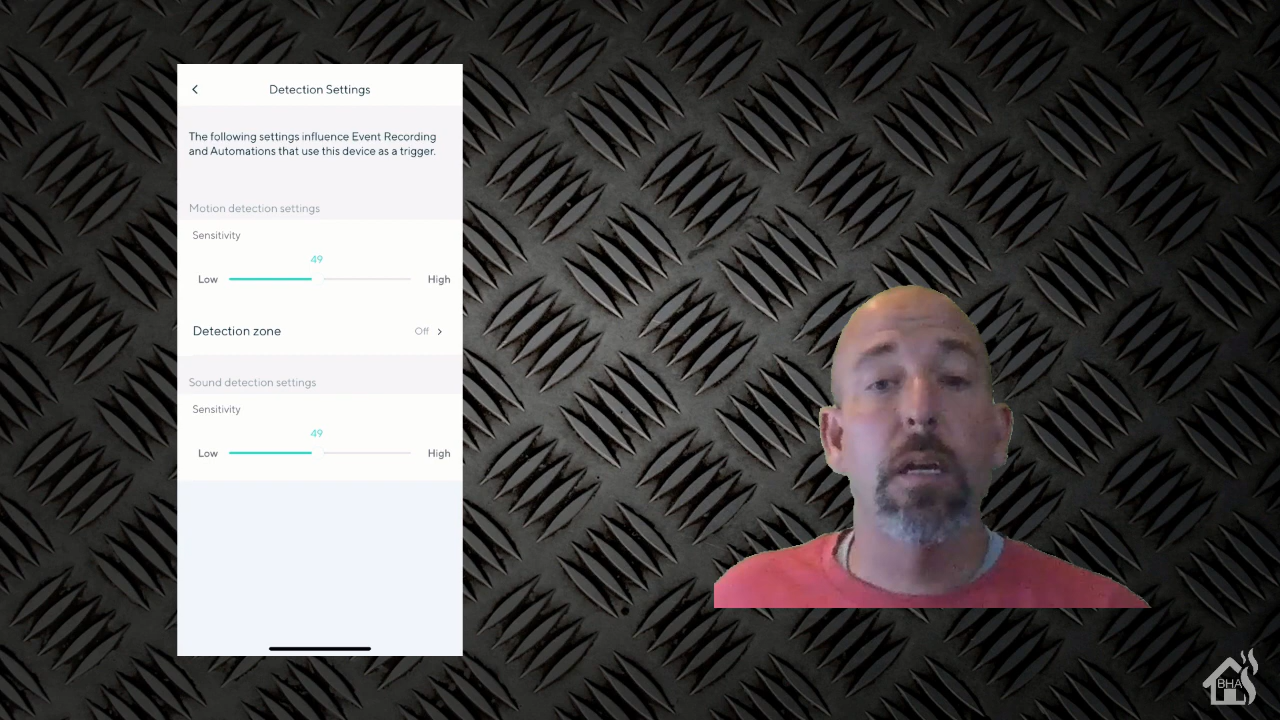 Detection Settings
The following settings influence Event Recording
and Automations that use this device as a trigger.
Motion detection settings
Sensitivity
49
Low High
Detection zone Off
Sound detection settings
Sensitivity
49
Low High
BHA